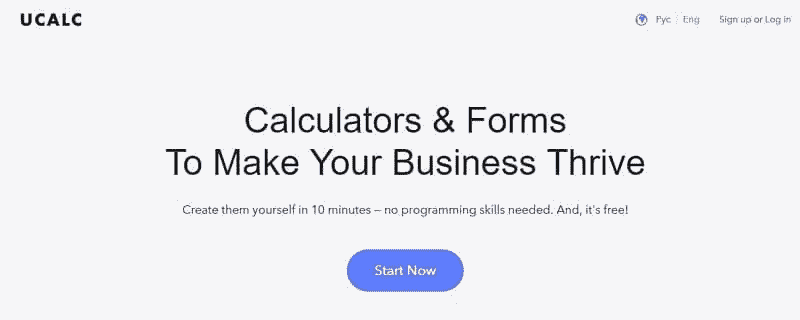 UCALC
Рус Eng Sign up or Log in
Calculators & Forms
To Make Your Business Thrive
Create them yourself in 10 minutes – no programming skills needed. And, it's free!
Start Now